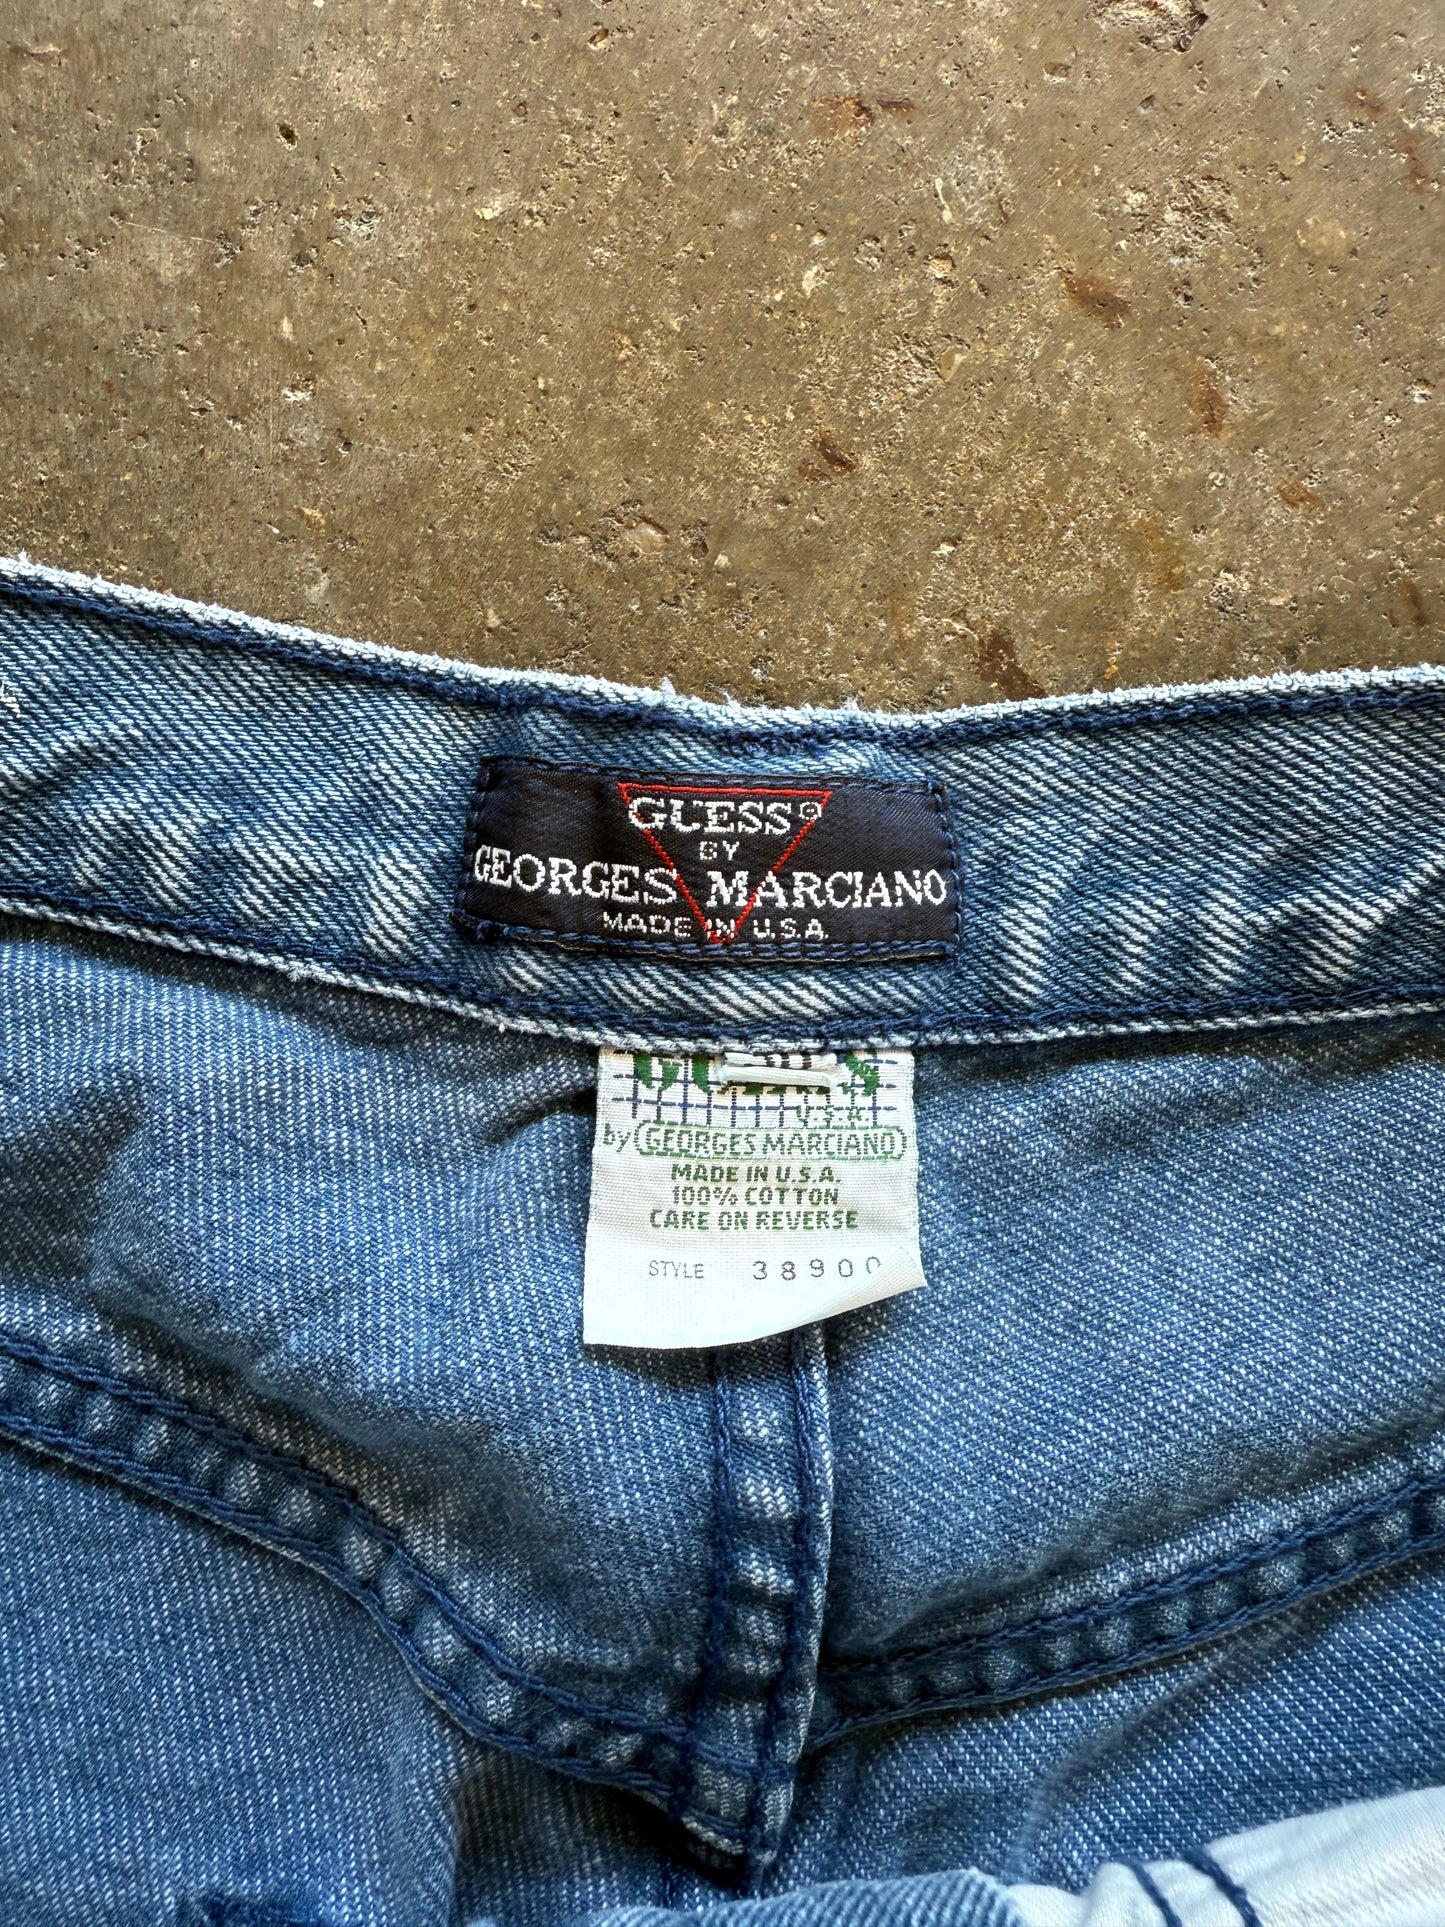 GUESS®
BY
GEORGES MARCIANO
MADE IN U.S.A.
U.S.A.
by GEORGES MARCIANO
MADE IN U.S.A.
100% COTTON
CARE ON REVERSE
STYLE 38900